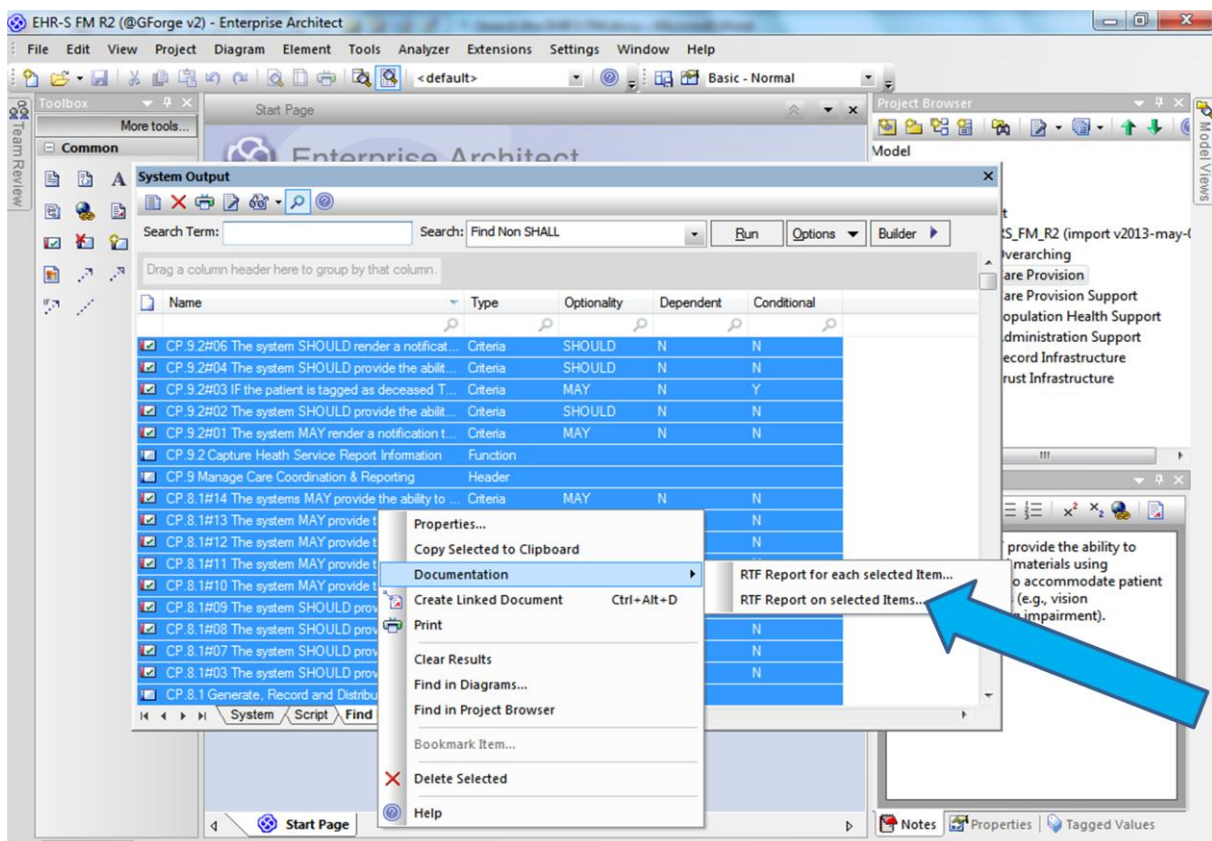 EHR-S FM R2 (@GForge v2) - Enterprise Architect
File Edit View Project Diagram Element Tools Analyzer Extensions Settings Window Help
<default> Basic - Normal
Toolbox
More tools...
Common
Team Review
Start Page
Enterprise Architect
Project Browser
Model
t
S_FM_R2 (import v2013-may-
verarching
are Provision
are Provision Support
opulation Health Support
dministration Support
ecord Infrastructure
rust Infrastructure
Model Views
System Output
Search Term: Search: Find Non SHALL Run Options Builder
Drag a column header here to group by that column.
Name Type Optionality Dependent Conditional
CP.9.2#06 The system SHOULD render a notificat... Criteria SHOULD N N
CP.9.2#04 The system SHOULD provide the abilit... Criteria SHOULD N N
CP.9.2#03 IF the patient is tagged as deceased T... Criteria MAY N Y
CP.9.2#02 The system SHOULD provide the abilit... Criteria SHOULD N N
CP.9.2#01 The system MAY render a notification t... Criteria MAY N N
CP.9.2 Capture Heath Service Report Information Function
CP.9 Manage Care Coordination & Reporting Header
CP.8.1#14 The systems MAY provide the ability to ... Criteria MAY N N
CP.8.1#13 The system MAY provide t N
CP.8.1#12 The system MAY provide t N
CP.8.1#11 The system MAY provide t
CP.8.1#10 The system MAY provide t
CP.8.1#09 The system SHOULD prov
CP.8.1#08 The system SHOULD prov N
CP.8.1#07 The system SHOULD prov N
CP.8.1#03 The system SHOULD prov N
CP.8.1 Generate, Record and Distribu
System Script Find
Properties...
Copy Selected to Clipboard
Documentation
Create Linked Document Ctrl+Alt+D
Print
Clear Results
Find in Diagrams...
Find in Project Browser
Bookmark Item...
Delete Selected
Help
RTF Report for each selected Item...
RTF Report on selected Items...
provide the ability to
materials using
o accommodate patient
(e.g., vision
impairment).
Start Page
Notes Properties Tagged Values